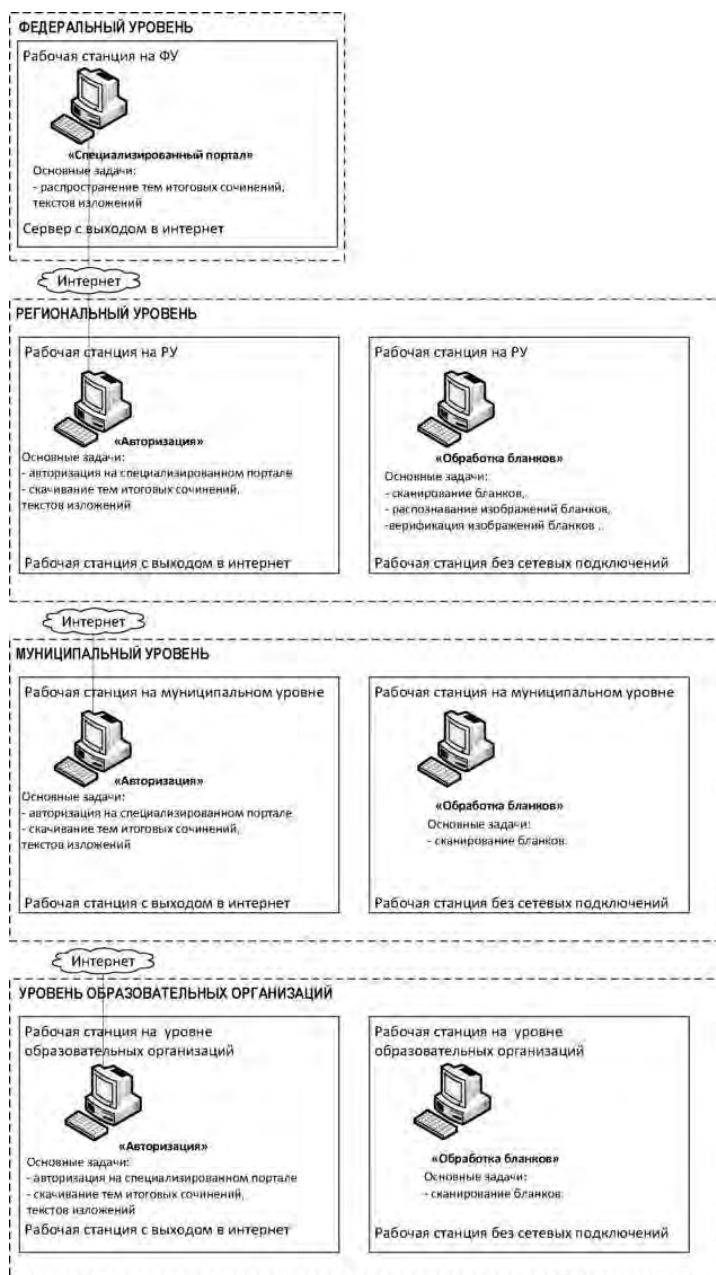 ФЕДЕРАЛЬНЫЙ УРОВЕНЬ
Рабочая станция на ФУ
«Специализированный портал»
Основные задачи:
- распространение тем итоговых сочинений,
текстов изложений
Сервер с выходом в интернет
Интернет
РЕГИОНАЛЬНЫЙ УРОВЕНЬ
Рабочая станция на РУ
«Авторизация»
Основные задачи:
- авторизация на специализированном портале
- скачивание тем итоговых сочинений,
текстов изложений
Рабочая станция с выходом в интернет
Рабочая станция на РУ
«Обработка бланков»
Основные задачи:
- сканирование бланков,
- распознавание изображений бланков,
-верификация изображений бланков ..
Рабочая станция без сетевых подключений
Интернет
МУНИЦИПАЛЬНЫЙ УРОВЕНЬ
Рабочая станция на муниципальном уровне
«Авторизация»
Основные задачи:
- авторизация на специализированном портале
- скачивание тем итоговых сочинений,
текстов изложений
Рабочая станция с выходом в интернет
Рабочая станция на муниципальном уровне
«Обработка бланков»
Основные задачи:
- сканирование бланков.
Рабочая станция без сетевых подключений
Интернет
УРОВЕНЬ ОБРАЗОВАТЕЛЬНЫХ ОРГАНИЗАЦИЙ
Рабочая станция на уровне
образовательных организаций
«Авторизация»
Основные задачи:
- авторизация на специализированном портале
- скачивание тем итоговых сочинений,
текстов изложений
Рабочая станция с выходом в интернет
Рабочая станция на уровне
образовательных организаций
«Обработка бланков»
Основные задачи:
- сканирование бланков.
Рабочая станция без сетевых подключений